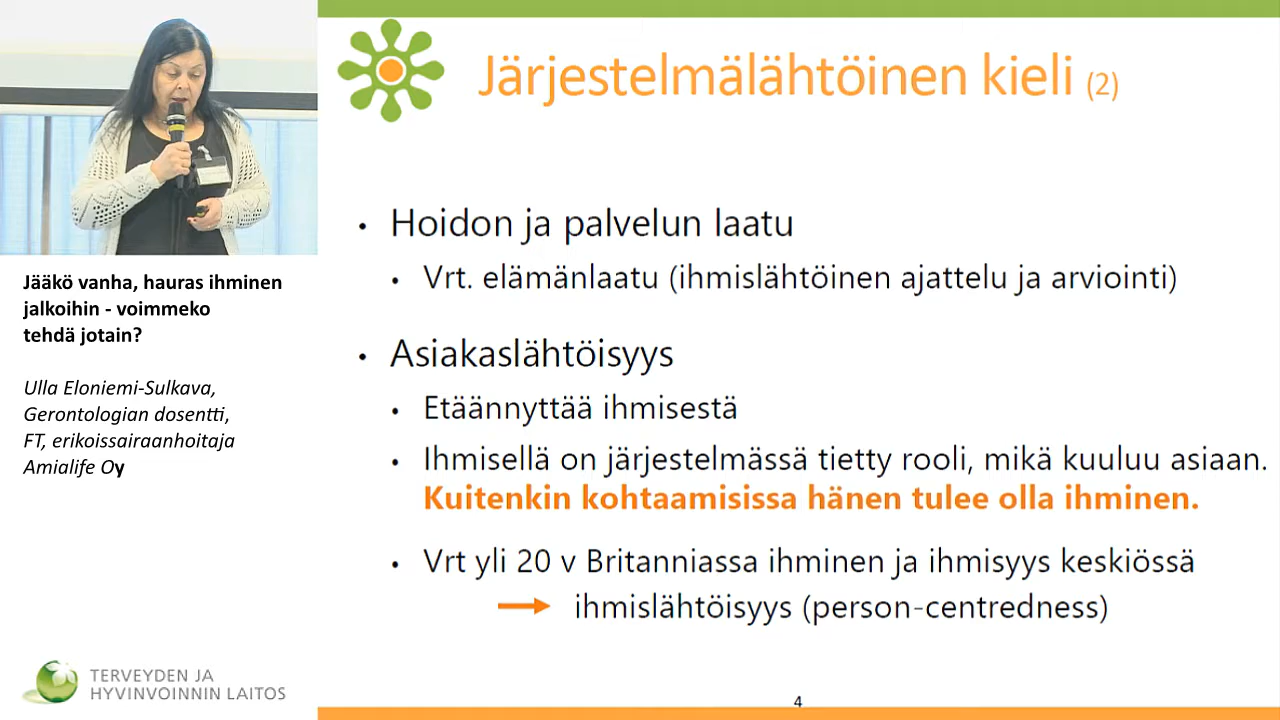 Järjestelmälähtöinen kieli (2)
Hoidon ja palvelun laatu
Vrt. elämänlaatu (ihmislähtöinen ajattelu ja arviointi)
Asiakaslähtöisyys
Etäännyttää ihmisestä
Ihmisellä on järjestelmässä tietty rooli, mikä kuuluu asiaan.
Kuitenkin kohtaamisissa hänen tulee olla ihminen.
Vrt yli 20 v Britanniassa ihminen ja ihmisyys keskiössä
ihmislähtöisyys (person-centredness)
4
Jääkö vanha, hauras ihminen
jalkoihin - voimmeko
tehdä jotain?
Ulla Eloniemi-Sulkava,
Gerontologian dosentti,
FT, erikoissairaanhoitaja
Amialife Oy
TERVEYDEN JA
HYVINVOINNIN LAITOS